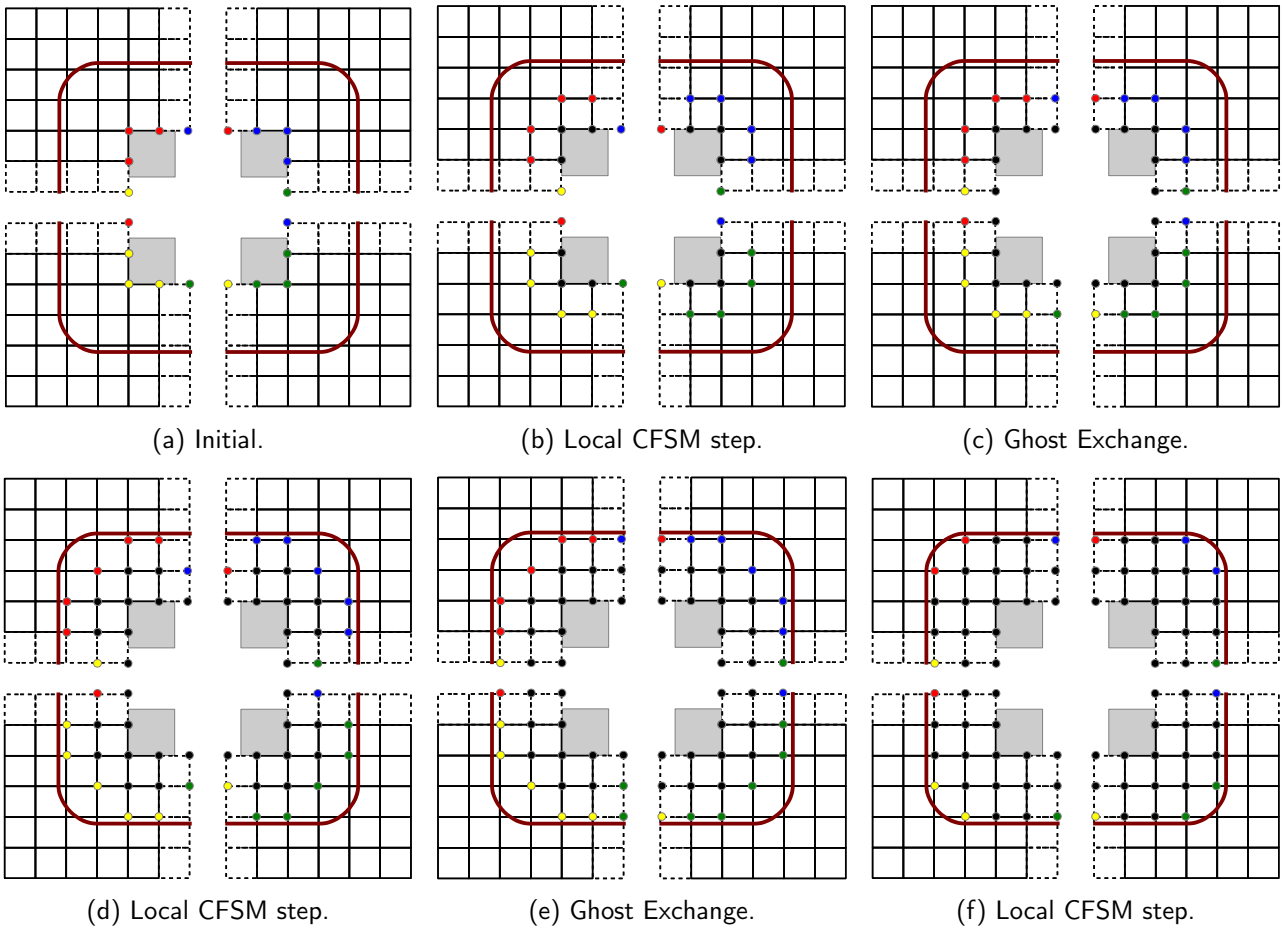 (a) Initial.
(b) Local CFSM step.
(c) Ghost Exchange.
(d) Local CFSM step.
(e) Ghost Exchange.
(f) Local CFSM step.